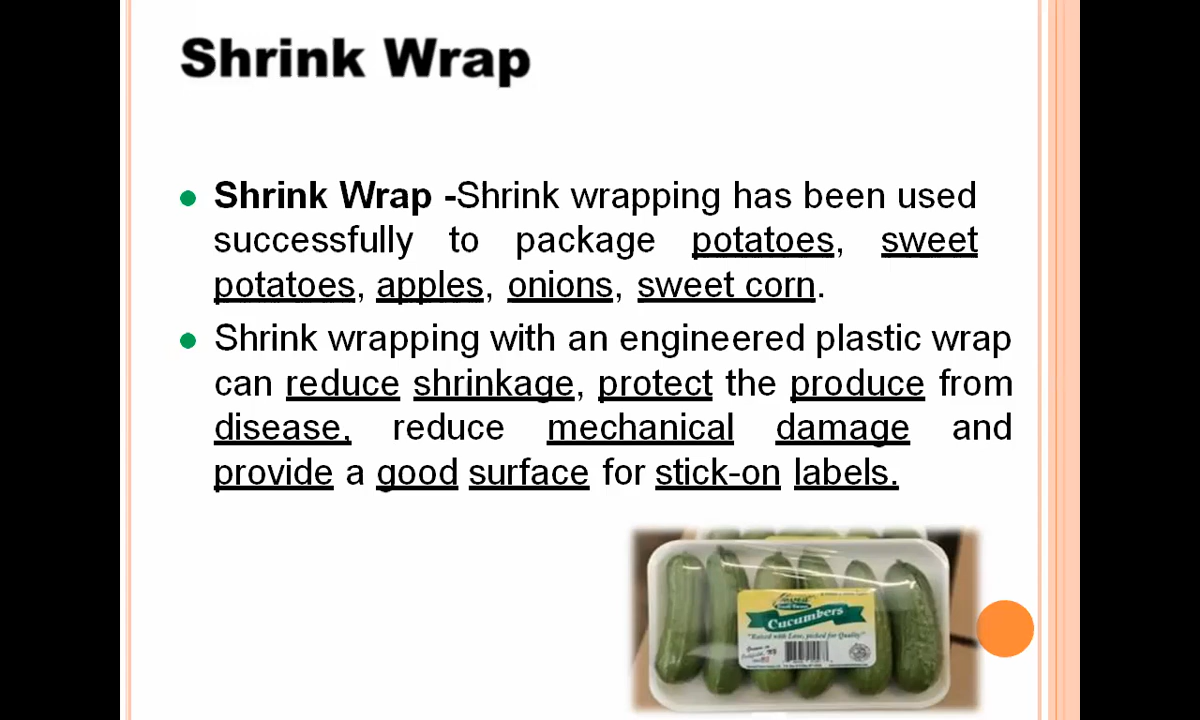 Shrink Wrap
Shrink Wrap -Shrink wrapping has been used
successfully to package potatoes, sweet
potatoes, apples, onions, sweet corn.
Shrink wrapping with an engineered plastic wrap
can reduce shrinkage, protect the produce from
disease, reduce mechanical damage and
provide a good surface for stick-on labels.
Cucumbers
"Raised with Love, picked for Quality"
Grown in